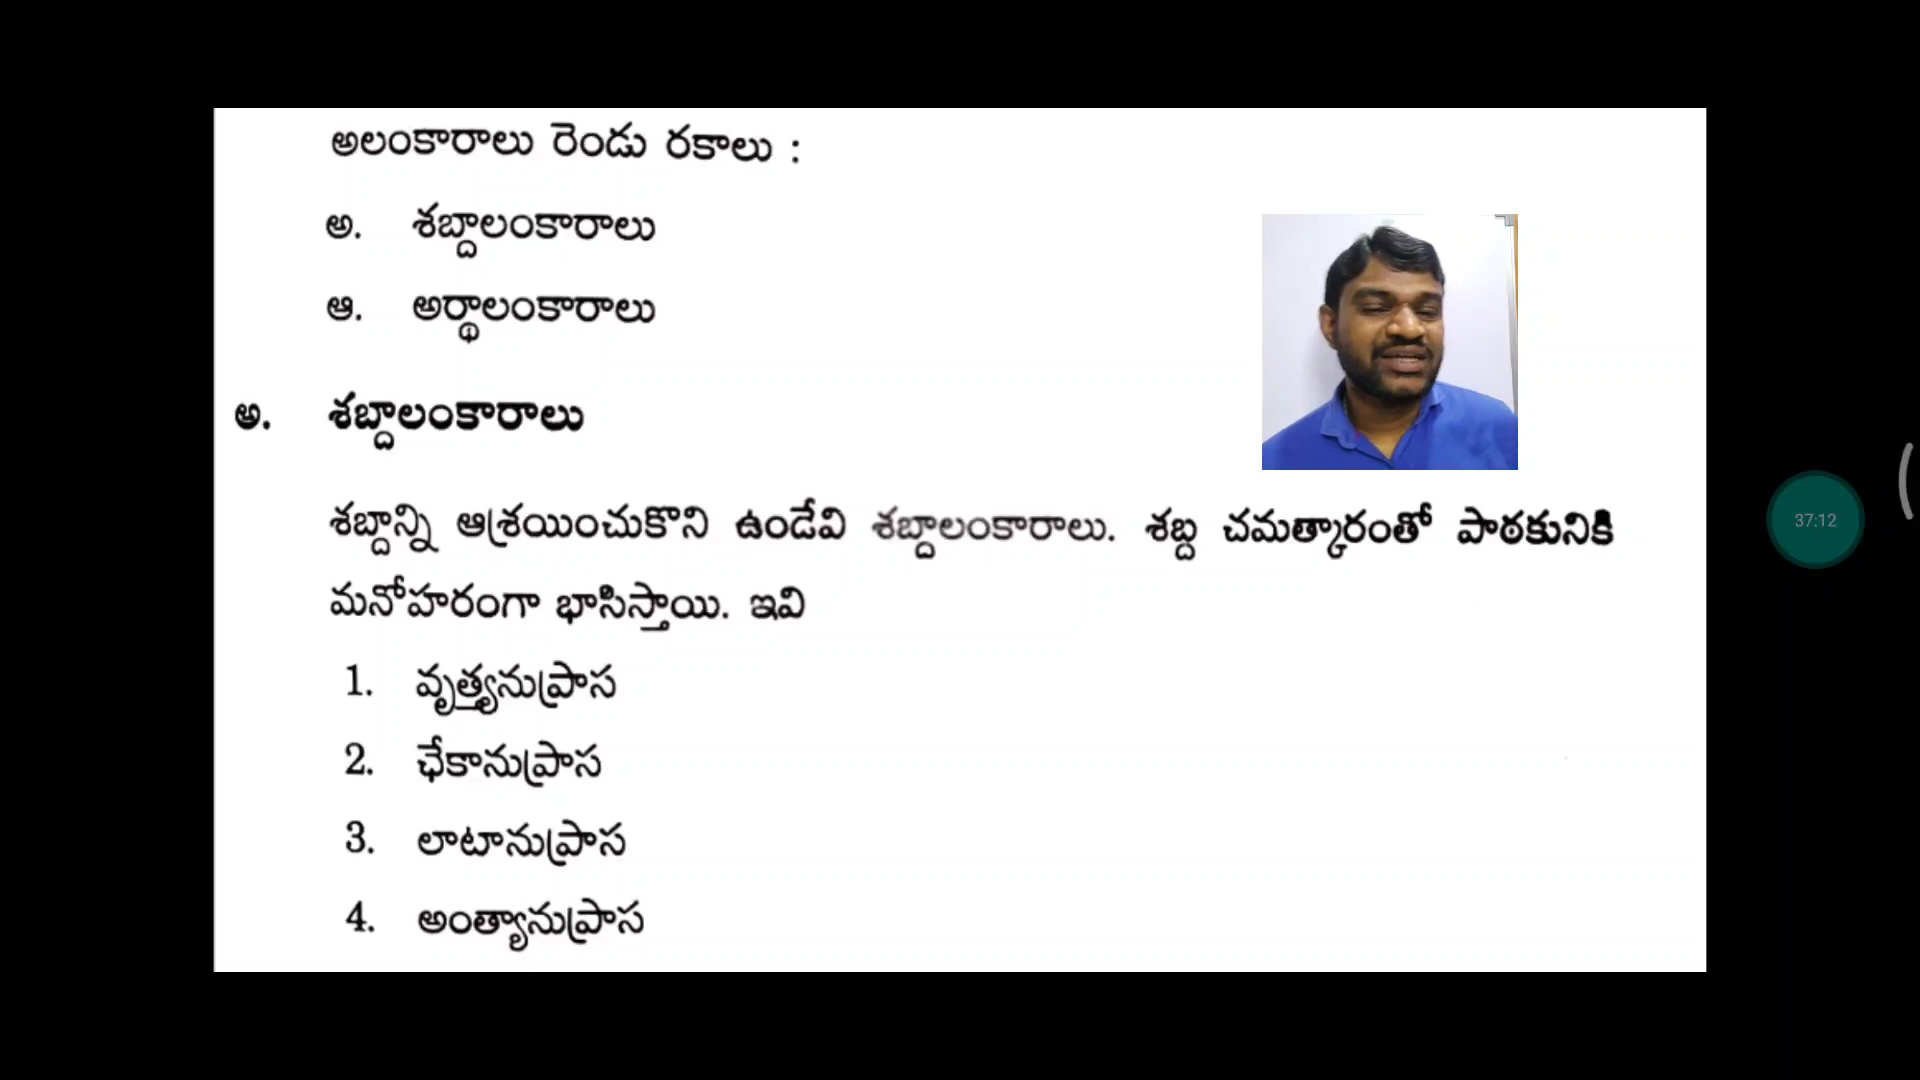 అలంకారాలు రెండు రకాలు :
అ. శబ్దాలంకారాలు
ఆ. అర్థాలంకారాలు
అ. శబ్దాలంకారాలు
శబ్దాన్ని ఆశ్రయించుకొని ఉండేవి శబ్దాలంకారాలు. శబ్ద చమత్కారంతో పాఠకునికి
మనోహరంగా భాసిస్తాయి. ఇవి
1. వృత్త్యనుప్రాస
2. ఛేకానుప్రాస
3. లాటానుప్రాస
4. అంత్యానుప్రాస
37:12